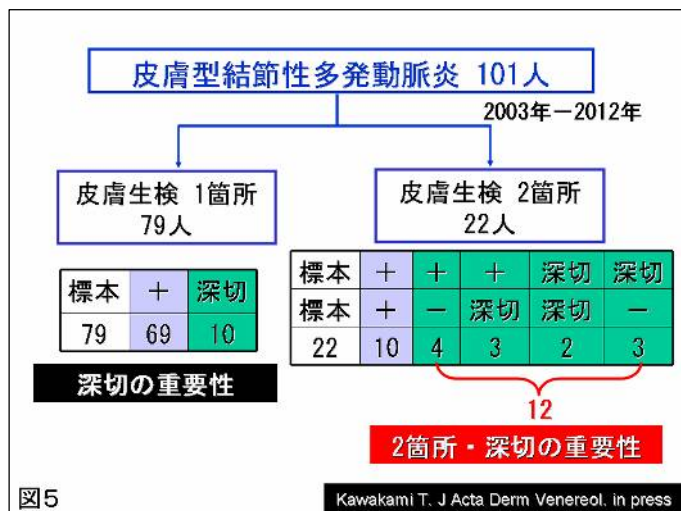 皮膚型結節性多発動脈炎 101人
2003年－2012年
皮膚生検 1箇所
79人
皮膚生検 2箇所
22人
標本 ＋ 深切
79 69 10
深切の重要性
標本 ＋ ＋ ＋ 深切 深切
標本 ＋ － 深切 深切 －
22 10 4 3 2 3
12
2箇所・深切の重要性
図5
Kawakami T. J Acta Derm Venereol. in press